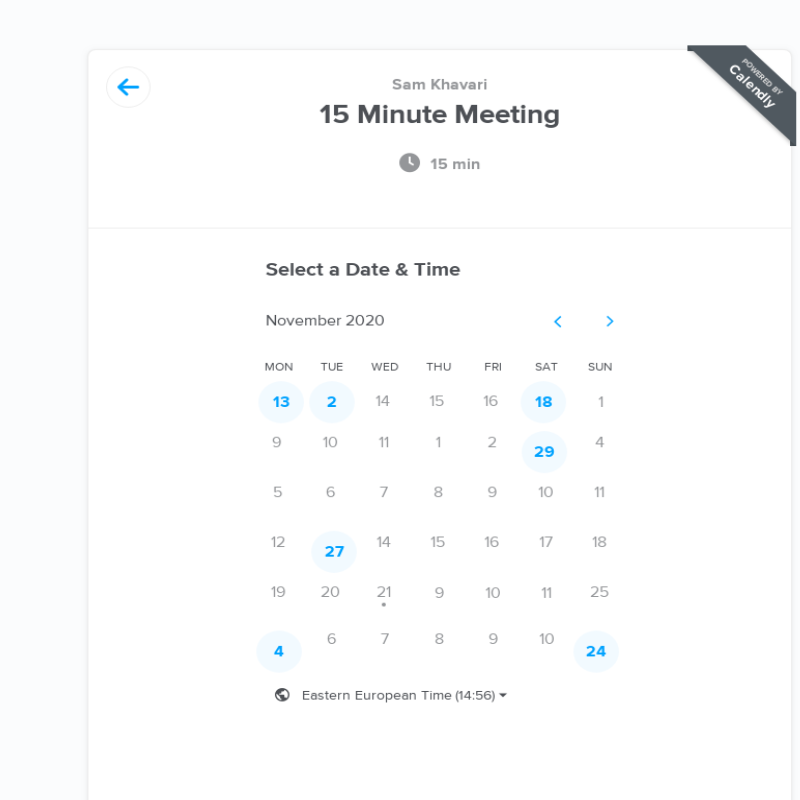 Sam Khavari
15 Minute Meeting
15 min
POWERED BY
Calendly
Select a Date & Time
November 2020
MON TUE WED THU FRI SAT SUN
13 2 14 15 16 18 1
9 10 11 1 2 29 4
5 6 7 8 9 10 11
12 27 14 15 16 17 18
19 20 21 9 10 11 25
4 6 7 8 9 10 24
Eastern European Time (14:56)